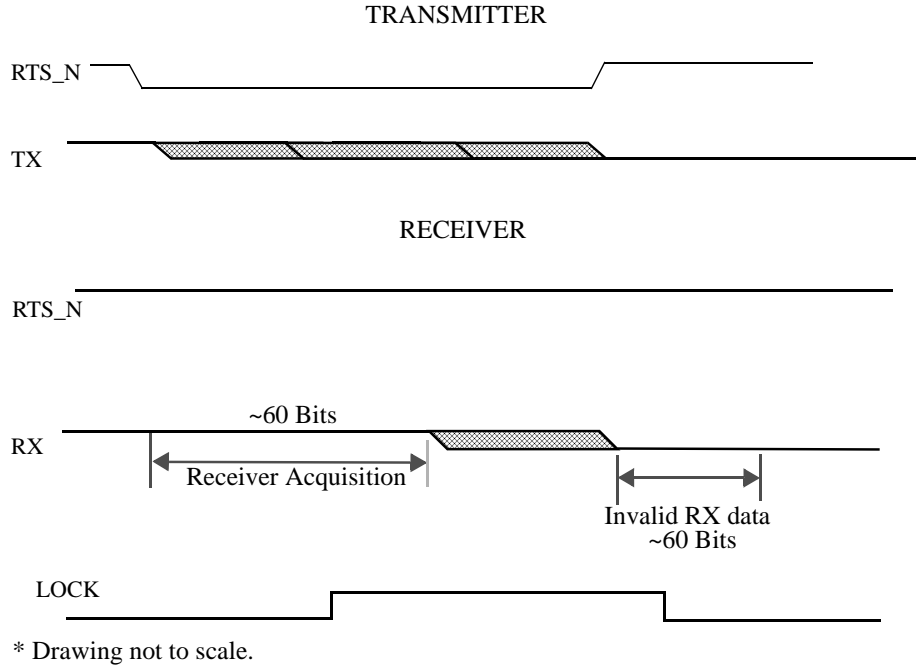 TRANSMITTER
RTS_N
TX
RECEIVER
RTS_N
~60 Bits
RX
Receiver Acquisition
Invalid RX data
~60 Bits
LOCK
* Drawing not to scale.